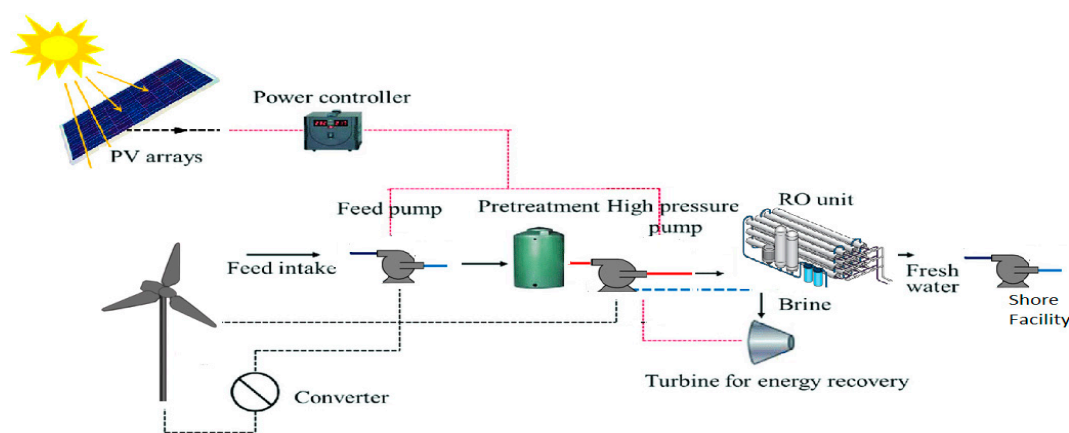 Power controller
PV arrays
Feed pump
Pretreatment
High pressure
pump
RO unit
Feed intake
Fresh
water
Shore
Facility
Brine
Turbine for energy recovery
Converter